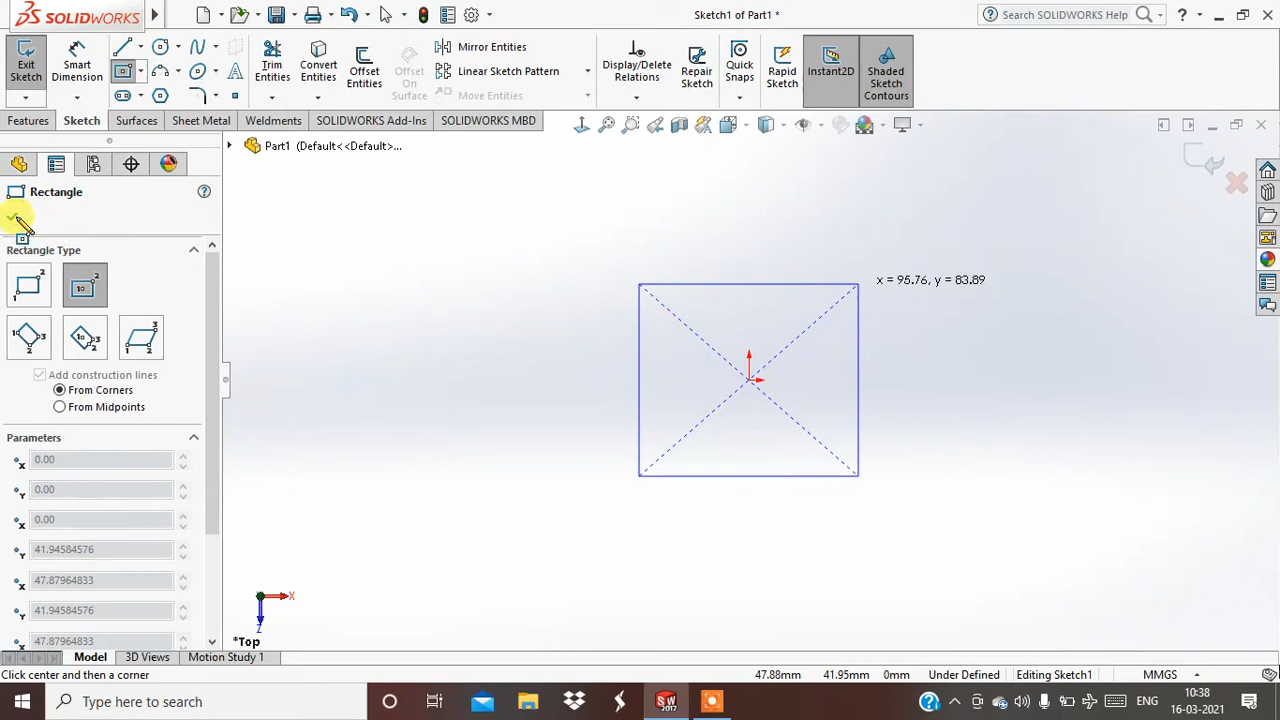 SOLIDWORKS
Sketch1 of Part1 *
Search SOLIDWORKS Help
Exit Sketch
Smart Dimension
Trim Entities
Convert Entities
Offset Entities
Offset On Surface
Mirror Entities
Linear Sketch Pattern
Move Entities
Display/Delete Relations
Repair Sketch
Quick Snaps
Rapid Sketch
Instant2D
Shaded Sketch Contours
Features
Sketch
Surfaces
Sheet Metal
Weldments
SOLIDWORKS Add-Ins
SOLIDWORKS MBD
Part1 (Default<<Default>...
Rectangle
Rectangle Type
Add construction lines
From Corners
From Midpoints
Parameters
0.00
0.00
0.00
41.94584576
47.87964833
41.94584576
47.87964833
x = 95.76, y = 83.89
X
Z
*Top
Model
3D Views
Motion Study 1
Click center and then a corner
47.88mm
41.95mm
0mm
Under Defined
Editing Sketch1
MMGS
Type here to search
SW
2017
ENG
10:38
16-03-2021